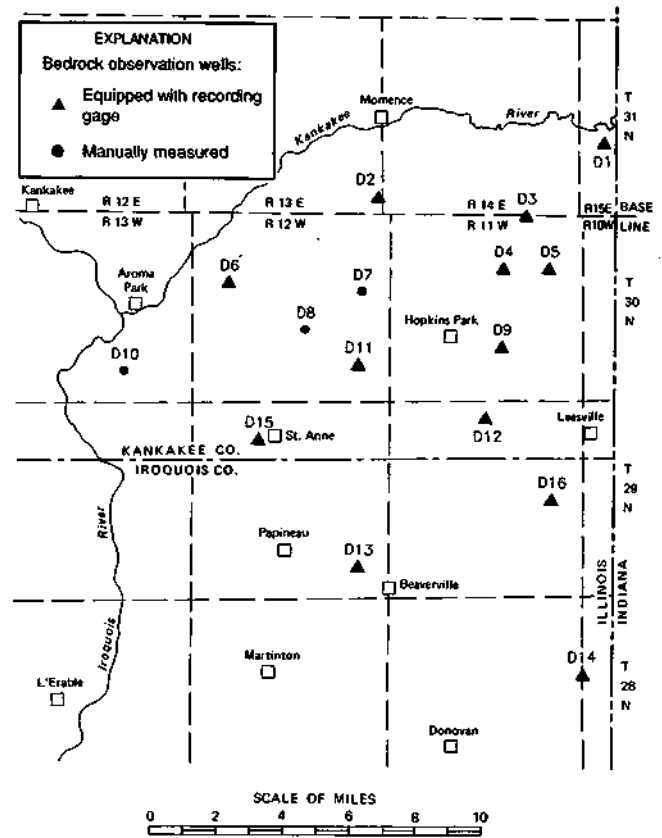 EXPLANATION
Bedrock observation wells:
Equipped with recording
gage
Manually measured
T
31
N
Momence
River
Kankakee
D1
Kankakee
D2
D3
R 12 E
R 13 E
R 14 E
R15E
BASE
R 13 W
R 12 W
R 11 W
R10W
LINE
D4
D5
D6
D7
Aroma
Park
T
30
N
D8
Hopkins Park
D9
D10
D11
D15
St. Anne
D12
Leesville
KANKAKEE CO.
IROQUOIS CO.
T
29
N
D16
River
Papineau
D13
Beaverville
ILLINOIS
INDIANA
Iroquois
Martinton
D14
T
28
N
L'Erable
Donovan
SCALE OF MILES
0 2 4 6 8 10